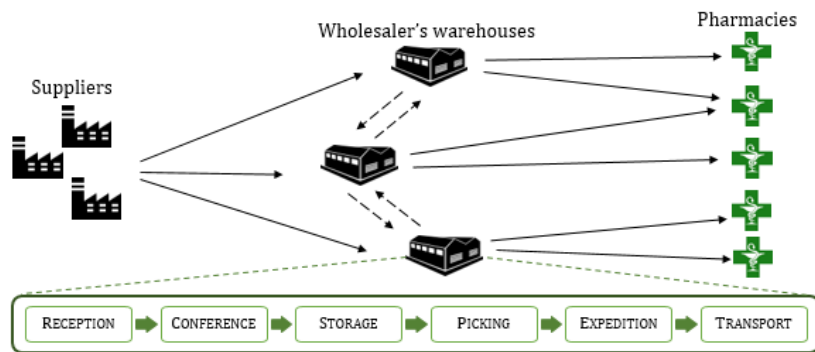 Pharmacies
Wholesaler's warehouses
Suppliers
RECEPTION
CONFERENCE
STORAGE
PICKING
EXPEDITION
TRANSPORT